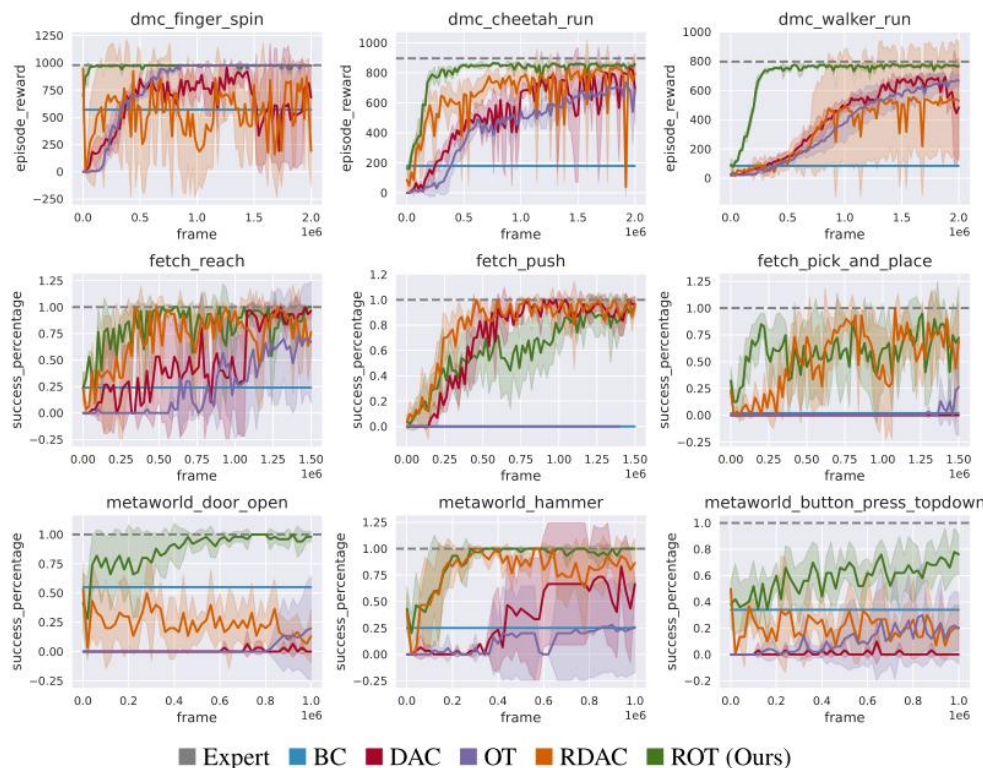 dmc_finger_spin
dmc_cheetah_run
dmc_walker_run
episode_reward
1250
1000
750
500
250
0
−250
0.0 0.5 1.0 1.5 2.0
1e6
frame
episode_reward
1000
800
600
400
200
0
0.0 0.5 1.0 1.5 2.0
1e6
frame
episode_reward
1000
800
600
400
200
0
0.0 0.5 1.0 1.5 2.0
1e6
frame
fetch_reach
fetch_push
fetch_pick_and_place
success_percentage
1.25
1.00
0.75
0.50
0.25
0.00
−0.25
0.00 0.25 0.50 0.75 1.00 1.25 1.50
1e6
frame
success_percentage
1.2
1.0
0.8
0.6
0.4
0.2
0.0
0.00 0.25 0.50 0.75 1.00 1.25 1.50
1e6
frame
success_percentage
1.25
1.00
0.75
0.50
0.25
0.00
−0.25
0.00 0.25 0.50 0.75 1.00 1.25 1.50
1e6
frame
metaworld_door_open
metaworld_hammer
metaworld_button_press_topdown
success_percentage
1.00
0.75
0.50
0.25
0.00
−0.25
0.0 0.2 0.4 0.6 0.8 1.0
1e6
frame
success_percentage
1.25
1.00
0.75
0.50
0.25
0.00
−0.25
0.0 0.2 0.4 0.6 0.8 1.0
1e6
frame
success_percentage
1.0
0.8
0.6
0.4
0.2
0.0
−0.2
0.0 0.2 0.4 0.6 0.8 1.0
1e6
frame
Expert BC DAC OT RDAC ROT (Ours)